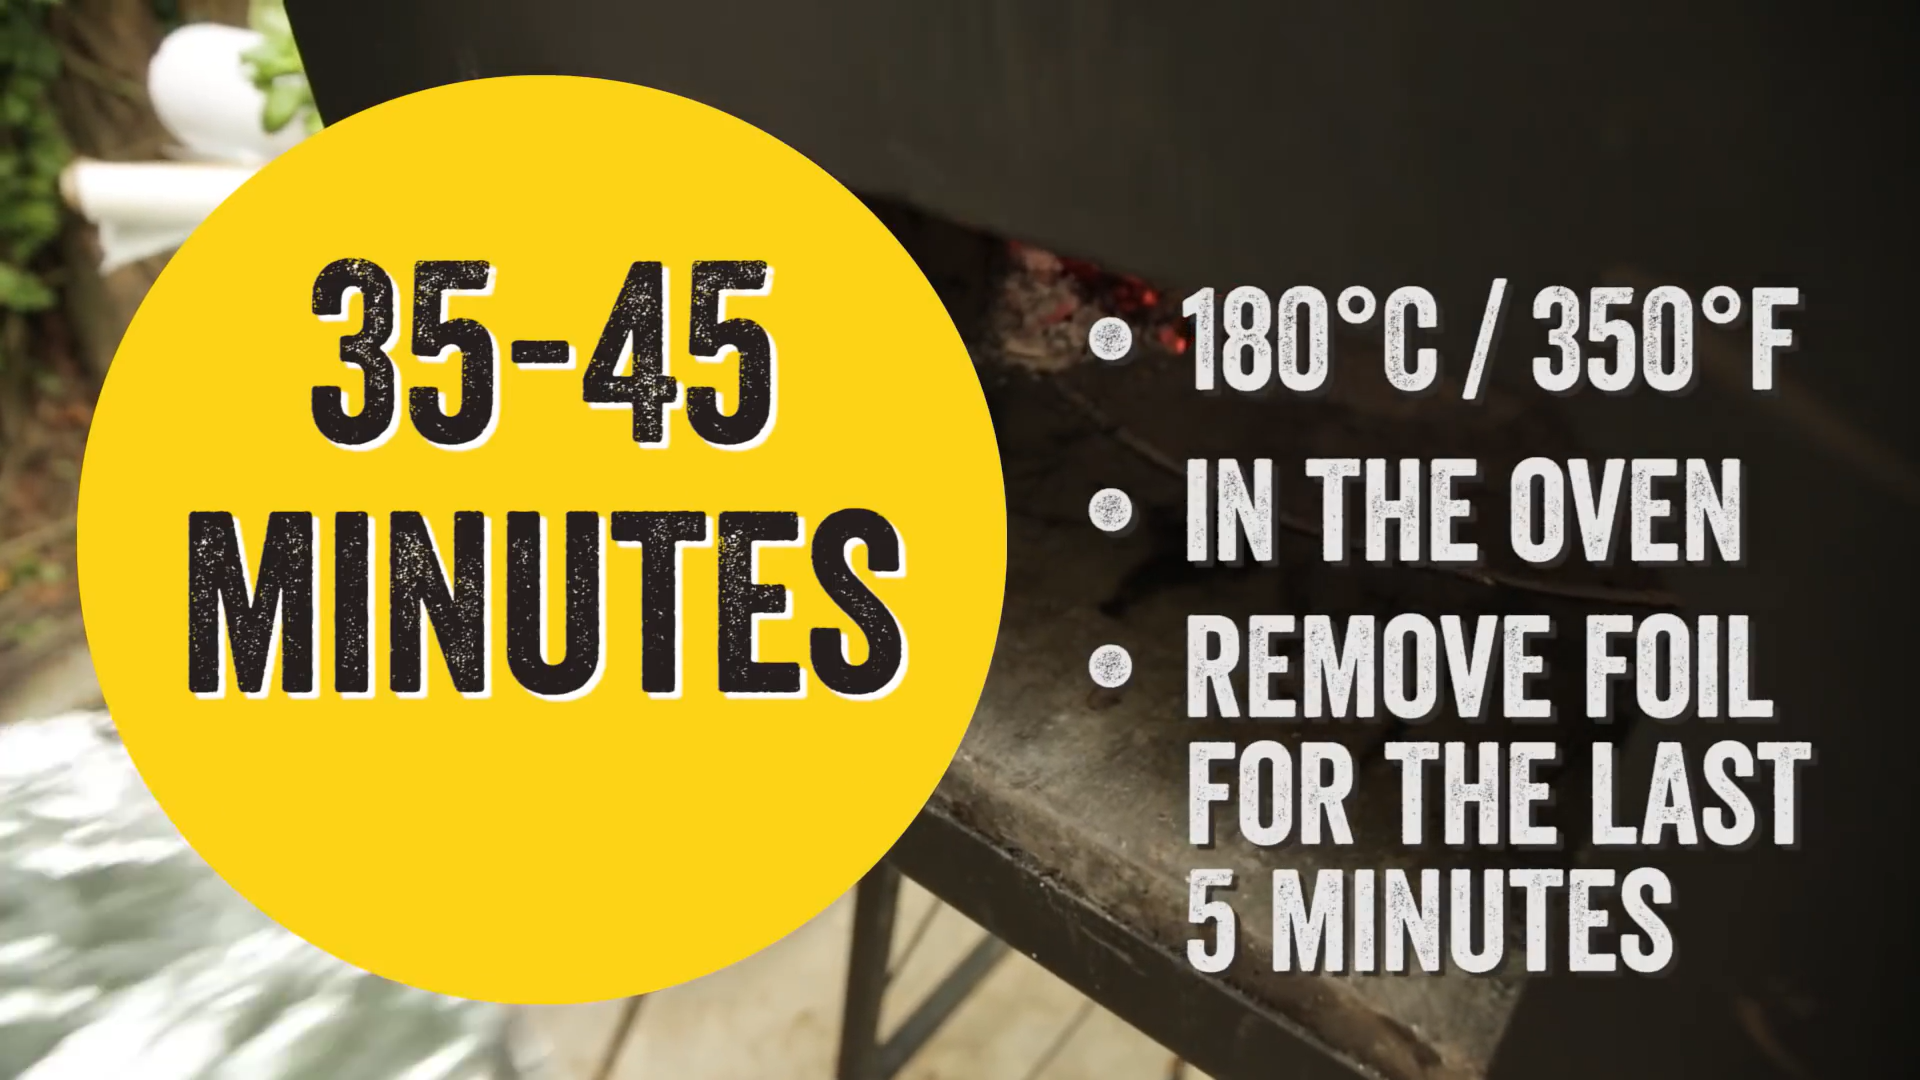 35-45
MINUTES
• 180°C / 350°F
• IN THE OVEN
• REMOVE FOIL
FOR THE LAST
5 MINUTES